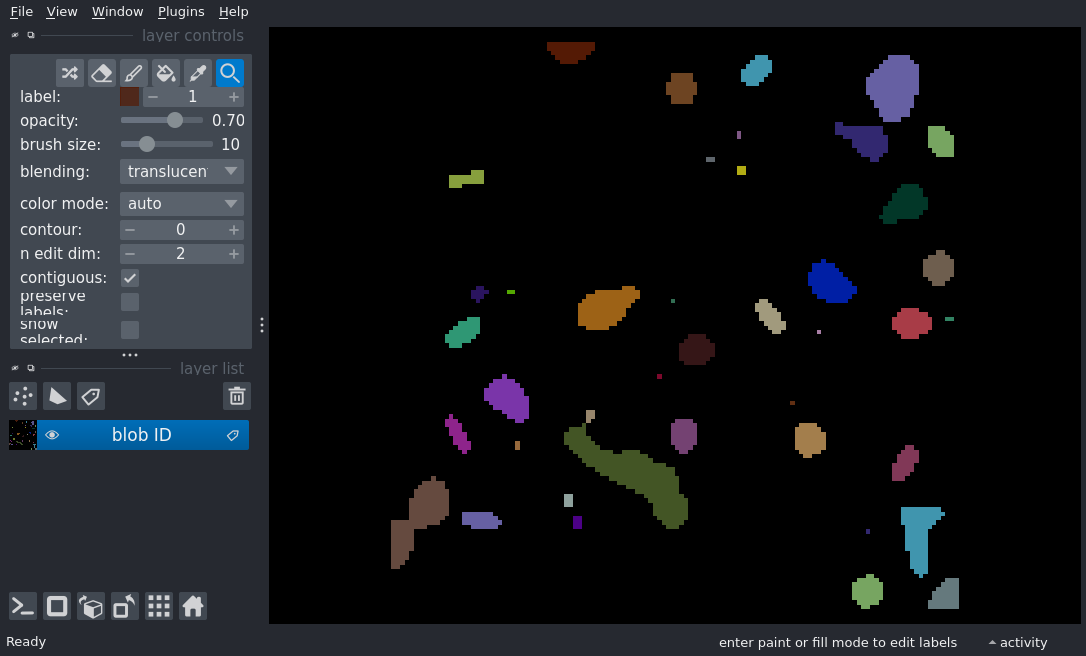 File View Window Plugins Help
layer controls
label: 1
opacity: 0.70
brush size: 10
blending: translucen
color mode: auto
contour: 0
n edit dim: 2
contiguous:
preserve
labels:
show
selected:
layer list
blob ID
Ready enter paint or fill mode to edit labels activity